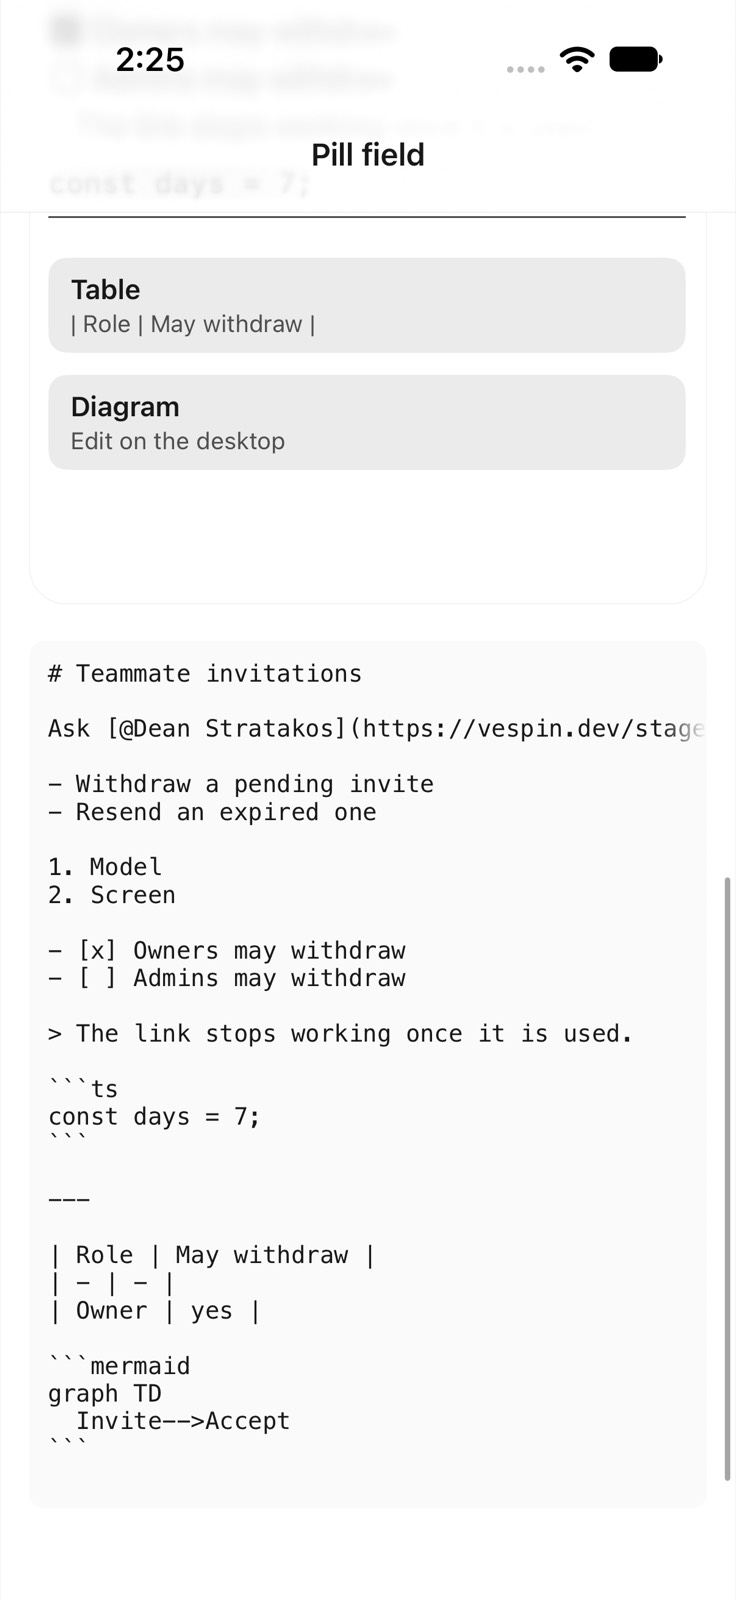 2:25
Pill field
const days = 7;
Table
| Role | May withdraw |
Diagram
Edit on the desktop
# Teammate invitations
Ask [@Dean Stratakos](https://vespin.dev/stage
- Withdraw a pending invite
- Resend an expired one
1. Model
2. Screen
- [x] Owners may withdraw
- [ ] Admins may withdraw
> The link stops working once it is used.
```ts
const days = 7;
```
---
| Role | May withdraw |
| - | - |
| Owner | yes |
```mermaid
graph TD
  Invite-->Accept
```